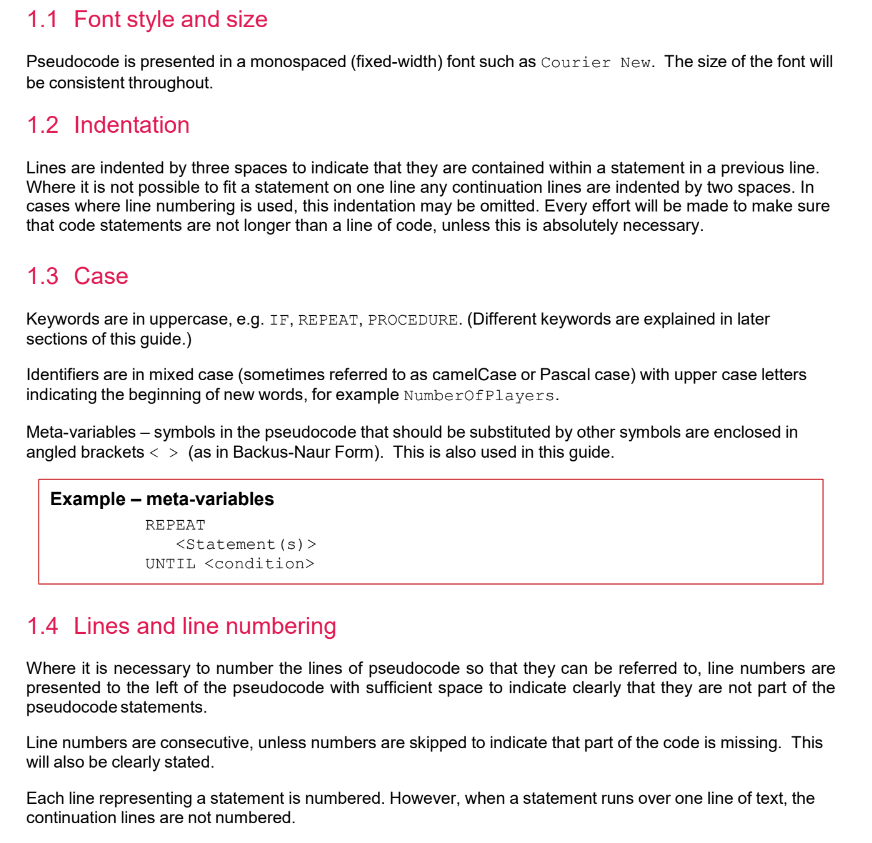 1.1 Font style and size
Pseudocode is presented in a monospaced (fixed-width) font such as Courier New. The size of the font will
be consistent throughout.
1.2 Indentation
Lines are indented by three spaces to indicate that they are contained within a statement in a previous line.
Where it is not possible to fit a statement on one line any continuation lines are indented by two spaces. In
cases where line numbering is used, this indentation may be omitted. Every effort will be made to make sure
that code statements are not longer than a line of code, unless this is absolutely necessary.
1.3 Case
Keywords are in uppercase, e.g. IF, REPEAT, PROCEDURE. (Different keywords are explained in later
sections of this guide.)
Identifiers are in mixed case (sometimes referred to as camelCase or Pascal case) with upper case letters
indicating the beginning of new words, for example NumberOfPlayers.
Meta-variables – symbols in the pseudocode that should be substituted by other symbols are enclosed in
angled brackets < > (as in Backus-Naur Form). This is also used in this guide.
Example – meta-variables
REPEAT
<Statement(s)>
UNTIL <condition>
1.4 Lines and line numbering
Where it is necessary to number the lines of pseudocode so that they can be referred to, line numbers are
presented to the left of the pseudocode with sufficient space to indicate clearly that they are not part of the
pseudocode statements.
Line numbers are consecutive, unless numbers are skipped to indicate that part of the code is missing. This
will also be clearly stated.
Each line representing a statement is numbered. However, when a statement runs over one line of text, the
continuation lines are not numbered.